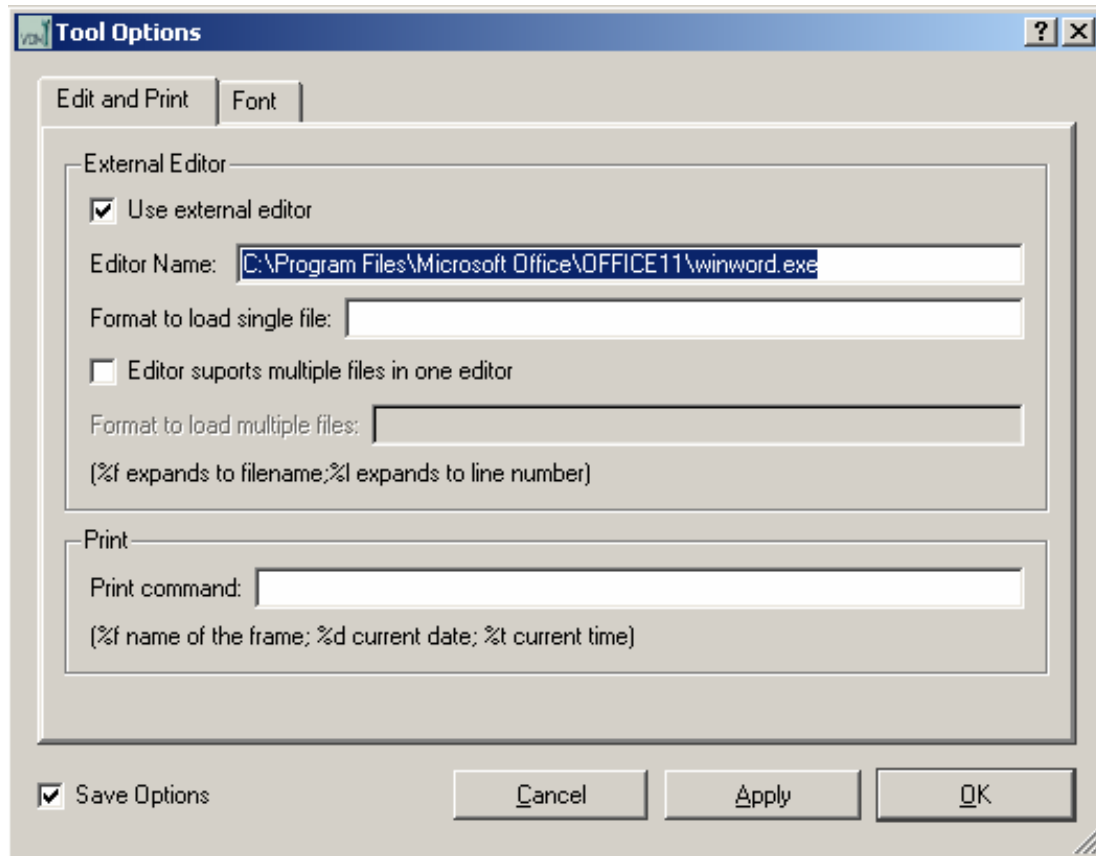 VDM
Tool Options
Edit and Print
Font
External Editor
Use external editor
Editor Name: C:\Program Files\Microsoft Office\OFFICE11\winword.exe
Format to load single file:
Editor suports multiple files in one editor
Format to load multiple files:
(%f expands to filename;%l expands to line number)
Print
Print command:
(%f name of the frame; %d current date; %t current time)
Save Options
Cancel
Apply
OK